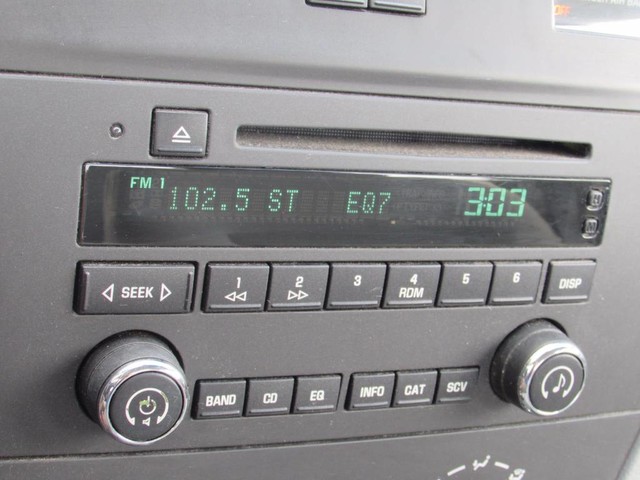 OFF
FM 1
102.5 ST EQ7 3:03
SEEK 1 2 3 4 RDM 5 6 DISP
BAND CD EQ INFO CAT SCV